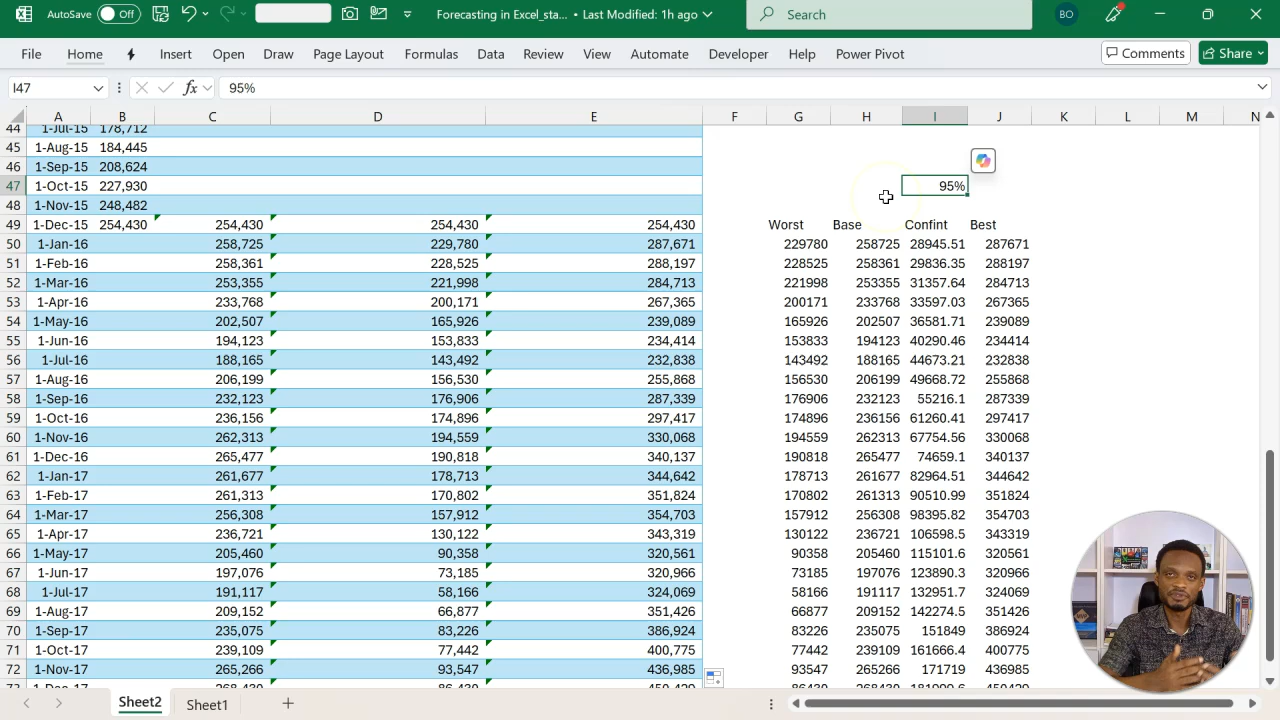 AutoSave Off Forecasting in Excel_sta... • Last Modified: 1h ago Search BO
File Home Insert Open Draw Page Layout Formulas Data Review View Automate Developer Help Power Pivot Comments Share
I47 fx 95%
A B C D E F G H I J K L M N
44 1-Jul-15 178,712
45 1-Aug-15 184,445
46 1-Sep-15 208,624
47 1-Oct-15 227,930 95%
48 1-Nov-15 248,482
49 1-Dec-15 254,430 254,430 254,430 254,430 Worst Base Confint Best
50 1-Jan-16 258,725 229,780 287,671 229780 258725 28945.51 287671
51 1-Feb-16 258,361 228,525 288,197 228525 258361 29836.35 288197
52 1-Mar-16 253,355 221,998 284,713 221998 253355 31357.64 284713
53 1-Apr-16 233,768 200,171 267,365 200171 233768 33597.03 267365
54 1-May-16 202,507 165,926 239,089 165926 202507 36581.71 239089
55 1-Jun-16 194,123 153,833 234,414 153833 194123 40290.46 234414
56 1-Jul-16 188,165 143,492 232,838 143492 188165 44673.21 232838
57 1-Aug-16 206,199 156,530 255,868 156530 206199 49668.72 255868
58 1-Sep-16 232,123 176,906 287,339 176906 232123 55216.1 287339
59 1-Oct-16 236,156 174,896 297,417 174896 236156 61260.41 297417
60 1-Nov-16 262,313 194,559 330,068 194559 262313 67754.56 330068
61 1-Dec-16 265,477 190,818 340,137 190818 265477 74659.1 340137
62 1-Jan-17 261,677 178,713 344,642 178713 261677 82964.51 344642
63 1-Feb-17 261,313 170,802 351,824 170802 261313 90510.99 351824
64 1-Mar-17 256,308 157,912 354,703 157912 256308 98395.82 354703
65 1-Apr-17 236,721 130,122 343,319 130122 236721 106598.5 343319
66 1-May-17 205,460 90,358 320,561 90358 205460 115101.6 320561
67 1-Jun-17 197,076 73,185 320,966 73185 197076 123890.3 320966
68 1-Jul-17 191,117 58,166 324,069 58166 191117 132951.7 324069
69 1-Aug-17 209,152 66,877 351,426 66877 209152 142274.5 351426
70 1-Sep-17 235,075 83,226 386,924 83226 235075 151849 386924
71 1-Oct-17 239,109 77,442 400,775 77442 239109 161666.4 400775
72 1-Nov-17 265,266 93,547 436,985 93547 265266 171719 436985
Sheet2 Sheet1